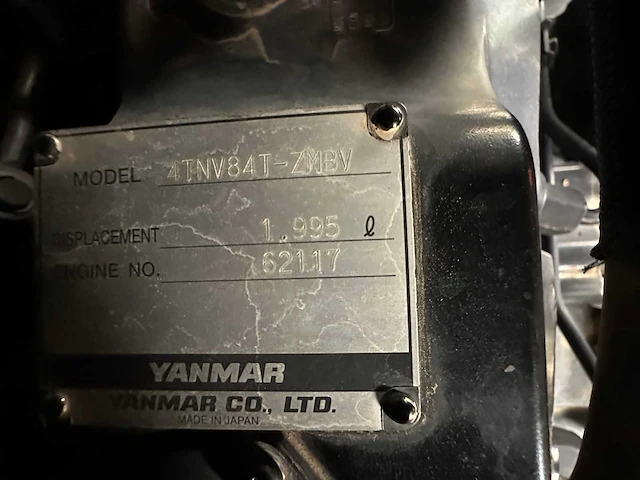 MODEL 4TNV84T-ZMBV
DISPLACEMENT 1.995 ℓ
ENGINE NO. 62117
YANMAR
YANMAR CO., LTD.
MADE IN JAPAN